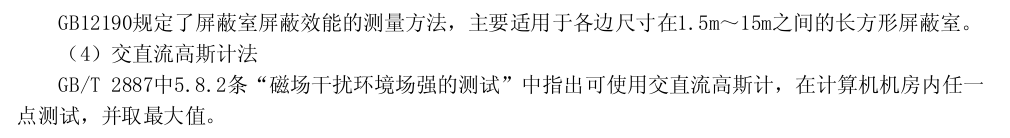 GB12190规定了屏蔽室屏蔽效能的测量方法，主要适用于各边尺寸在1.5m～15m之间的长方形屏蔽室。
（4）交直流高斯计法
GB/T 2887中5.8.2条“磁场干扰环境场强的测试”中指出可使用交直流高斯计，在计算机机房内任一
点测试，并取最大值。